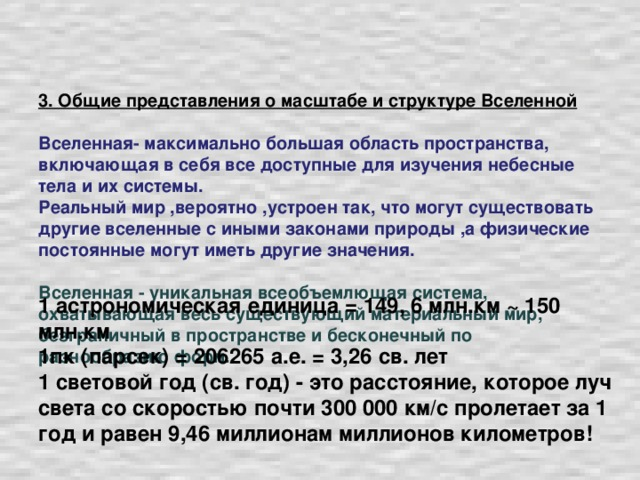 3. Общие представления о масштабе и структуре Вселенной
Вселенная- максимально большая область пространства,
включающая в себя все доступные для изучения небесные
тела и их системы.
Реальный мир ,вероятно ,устроен так, что могут существовать
другие вселенные с иными законами природы ,а физические
постоянные могут иметь другие значения.
Вселенная - уникальная всеобъемлющая система,
охватывающая весь существующий материальный мир,
безграничный в пространстве и бесконечный по
1 астрономическая единица = 149, 6 млн.км ~ 150
млн.км
1пк (парсек) = 206265 а.е. = 3,26 св. лет
1 световой год (св. год) - это расстояние, которое луч
света со скоростью почти 300 000 км/с пролетает за 1
год и равен 9,46 миллионам миллионов километров!